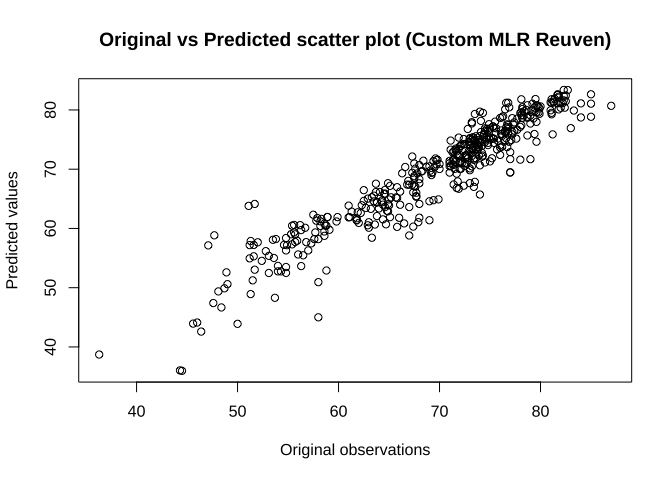 Original vs Predicted scatter plot (Custom MLR Reuven)
Predicted values
80
70
60
50
40
40 50 60 70 80
Original observations